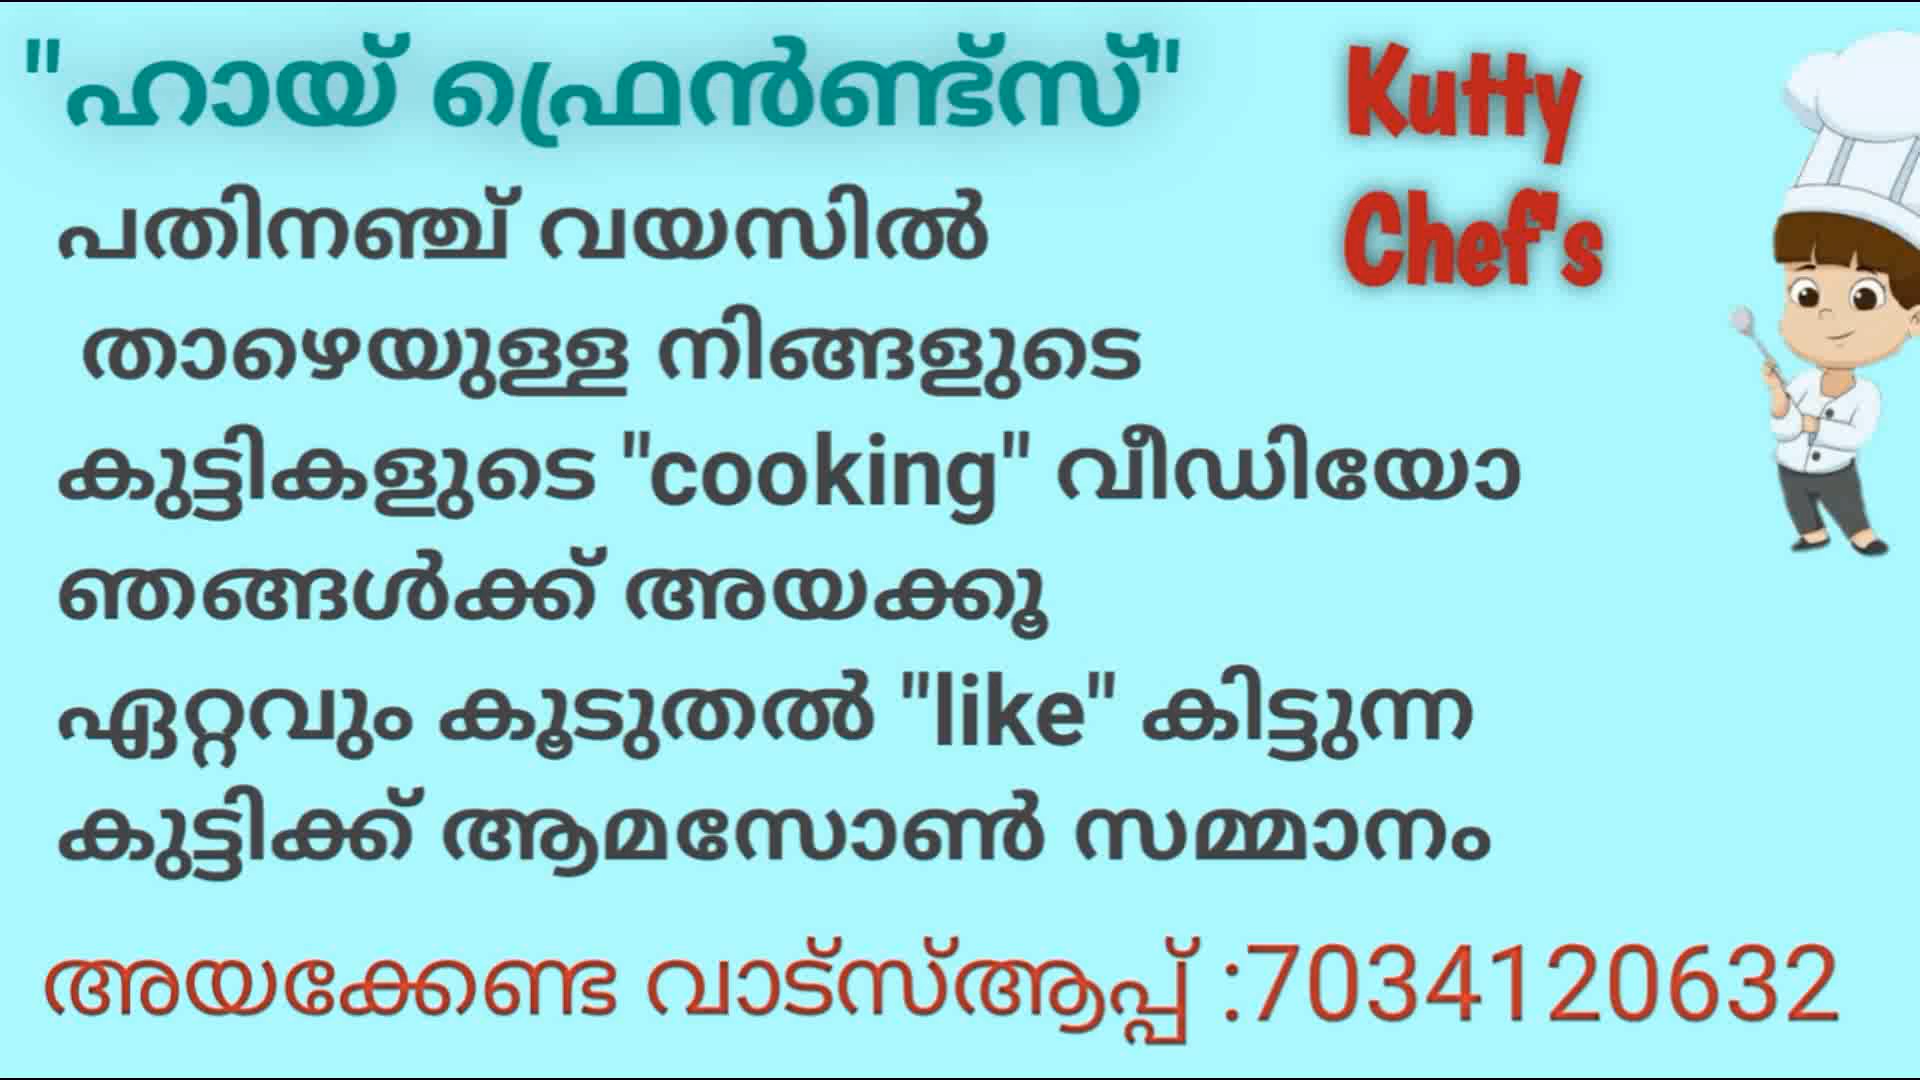 "ഹായ് ഫ്രെൻണ്ട്സ്"
Kutty
Chef's
പതിനഞ്ച് വയസിൽ
താഴെയുള്ള നിങ്ങളുടെ
കുട്ടികളുടെ "cooking" വീഡിയോ
ഞങ്ങൾക്ക് അയക്കൂ
ഏറ്റവും കൂടുതൽ "like" കിട്ടുന്ന
കുട്ടിക്ക് ആമസോൺ സമ്മാനം
അയക്കേണ്ട വാട്സ്ആപ്പ് :7034120632